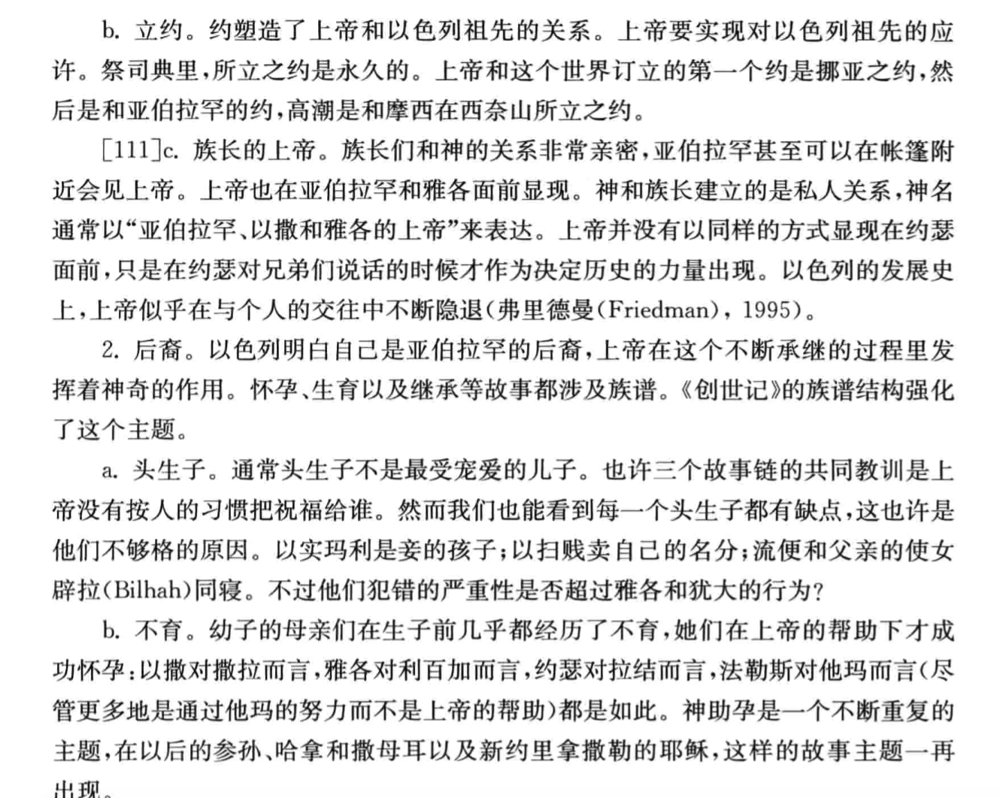 b. 立约。约塑造了上帝和以色列祖先的关系。上帝要实现对以色列祖先的应
许。祭司典里,所立之约是永久的。上帝和这个世界订立的第一个约是挪亚之约,然
后是和亚伯拉罕的约,高潮是和摩西在西奈山所立之约。
[111]c. 族长的上帝。族长们和神的关系非常亲密,亚伯拉罕甚至可以在帐篷附
近会见上帝。上帝也在亚伯拉罕和雅各面前显现。神和族长建立的是私人关系,神名
通常以“亚伯拉罕、以撒和雅各的上帝”来表达。上帝并没有以同样的方式显现在约瑟
面前,只是在约瑟对兄弟们说话的时候才作为决定历史的力量出现。以色列的发展史
上,上帝似乎在与个人的交往中不断隐退(弗里德曼(Friedman), 1995)。
2. 后裔。以色列明白自己是亚伯拉罕的后裔,上帝在这个不断承继的过程里发
挥着神奇的作用。怀孕、生育以及继承等故事都涉及族谱。《创世记》的族谱结构强化
了这个主题。
a. 头生子。通常头生子不是最受宠爱的儿子。也许三个故事链的共同教训是上
帝没有按人的习惯把祝福给谁。然而我们也能看到每一个头生子都有缺点,这也许是
他们不够格的原因。以实玛利是妾的孩子;以扫贱卖自己的名分;流便和父亲的使女
辟拉(Bilhah)同寝。不过他们犯错的严重性是否超过雅各和犹大的行为?
b. 不育。幼子的母亲们在生子前几乎都经历了不育,她们在上帝的帮助下才成
功怀孕:以撒对撒拉而言,雅各对利百加而言,约瑟对拉结而言,法勒斯对他玛而言(尽
管更多地是通过他玛的努力而不是上帝的帮助)都是如此。神助孕是一个不断重复的
主题,在以后的参孙、哈拿和撒母耳以及新约里拿撒勒的耶稣,这样的故事主题一再
出现。